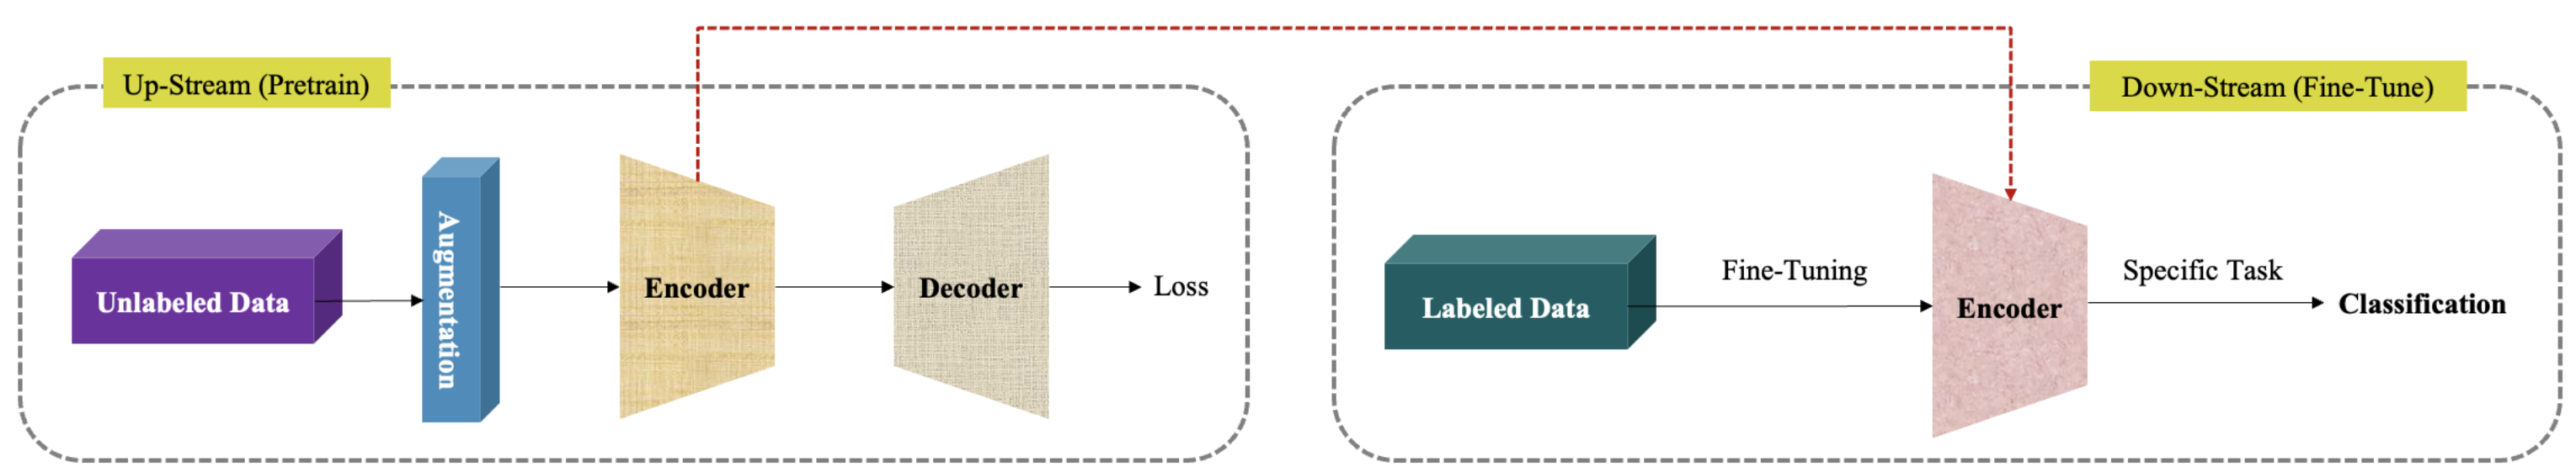 Up-Stream (Pretrain)
Unlabeled Data
Augmentation
Encoder
Decoder
Loss
Down-Stream (Fine-Tune)
Labeled Data
Fine-Tuning
Encoder
Specific Task
Classification